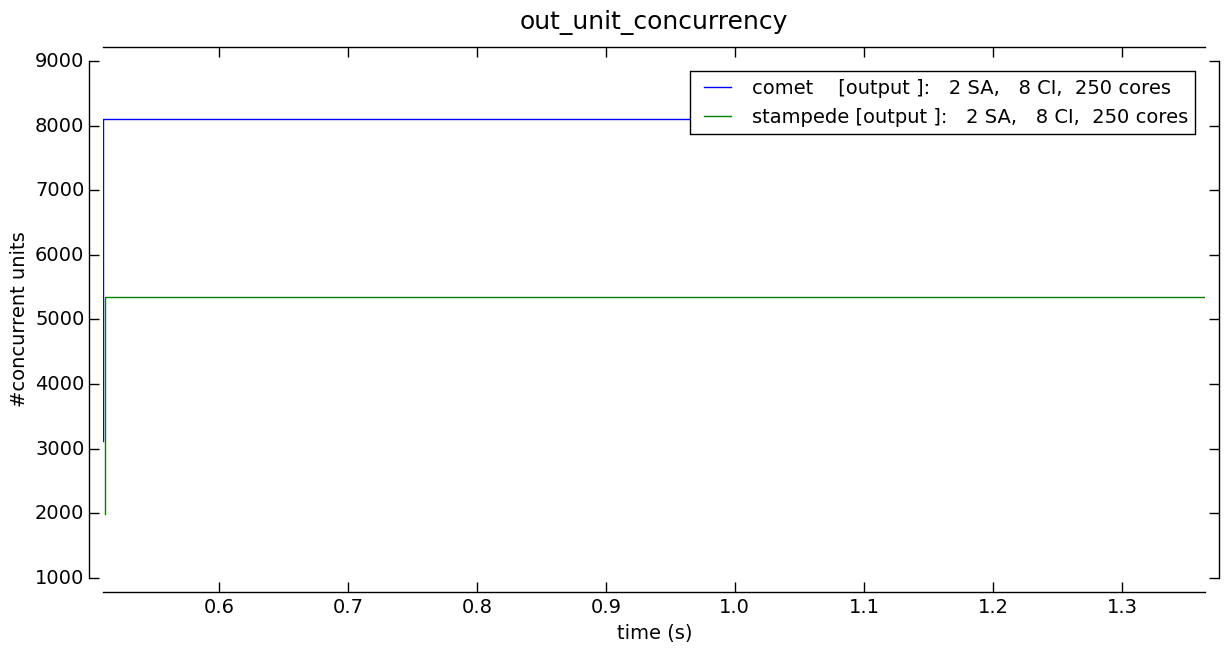 out_unit_concurrency
9000
8000
7000
6000
5000
4000
3000
2000
1000
#concurrent units
comet    [output ]:   2 SA,   8 CI,  250 cores
stampede [output ]:   2 SA,   8 CI,  250 cores
0.6 0.7 0.8 0.9 1.0 1.1 1.2 1.3
time (s)